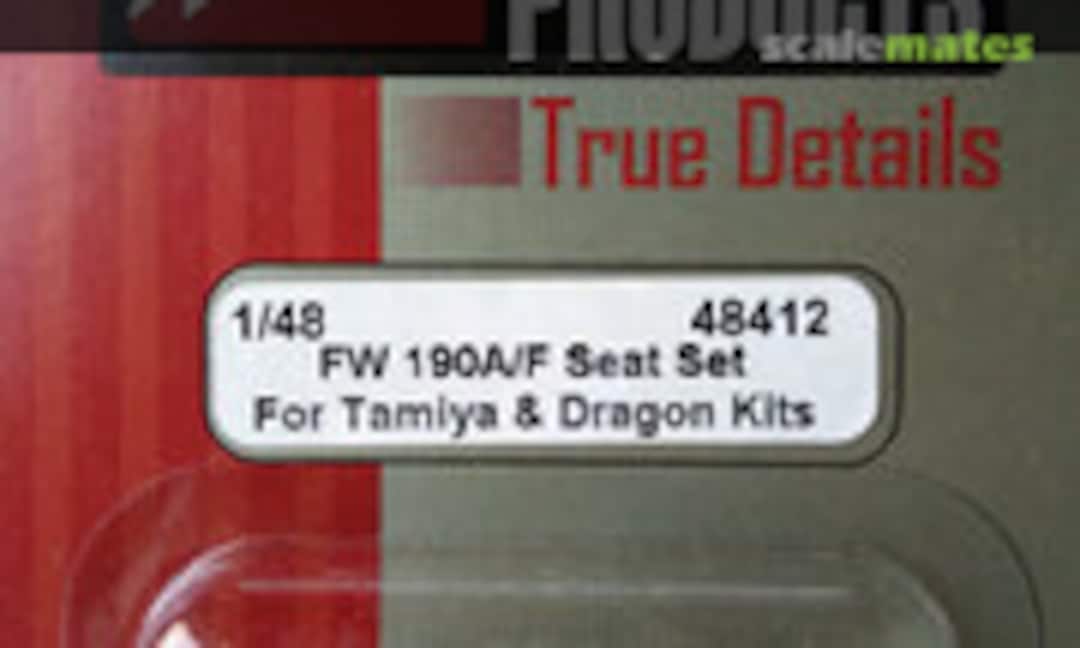 PRODUCTS
scalemates
True Details
1/48 48412
FW 190A/F Seat Set
For Tamiya & Dragon Kits